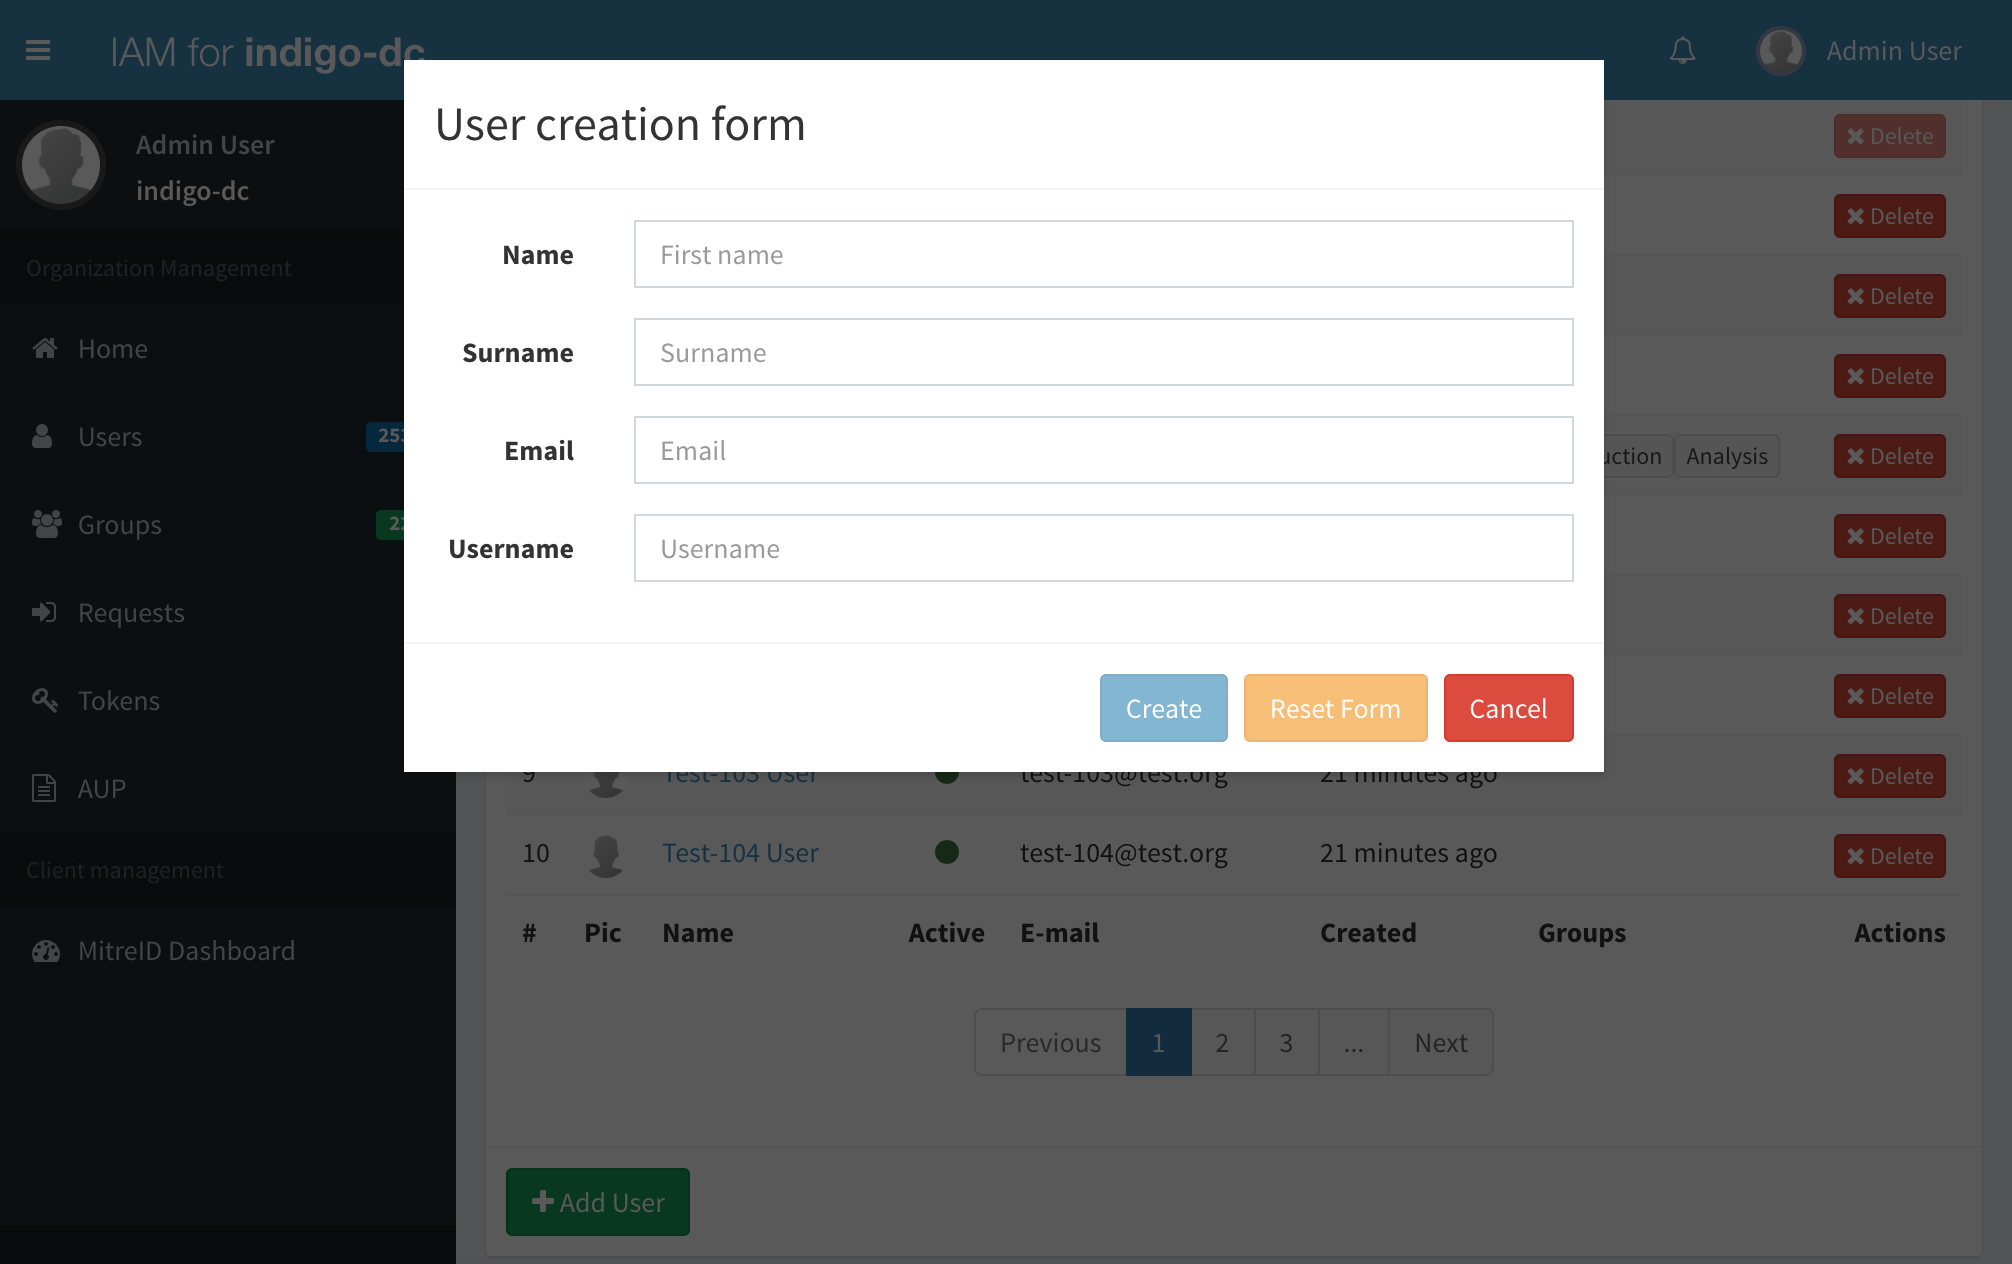 IAM for indigo-dc
Admin User
Admin User
indigo-dc
Organization Management
Home
Users
Groups
Requests
Tokens
AUP
Client management
MitreID Dashboard
User creation form
Name First name
Surname Surname
Email Email
Username Username
Create Reset Form Cancel
Delete
Delete
Delete
Delete
Analysis Delete
Delete
Delete
Delete
9 Test-103 User test-103@test.org 21 minutes ago Delete
10 Test-104 User test-104@test.org 21 minutes ago Delete
# Pic Name Active E-mail Created Groups Actions
Previous 1 2 3 ... Next
Add User